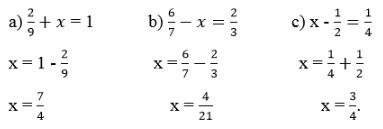 a) 2/9 + x = 1 b) 6/7 − x = 2/3 c) x - 1/2 = 1/4
x = 1 - 2/9 x = 6/7 − 2/3 x = 1/4 + 1/2
x = 7/4 x = 4/21 x = 3/4.